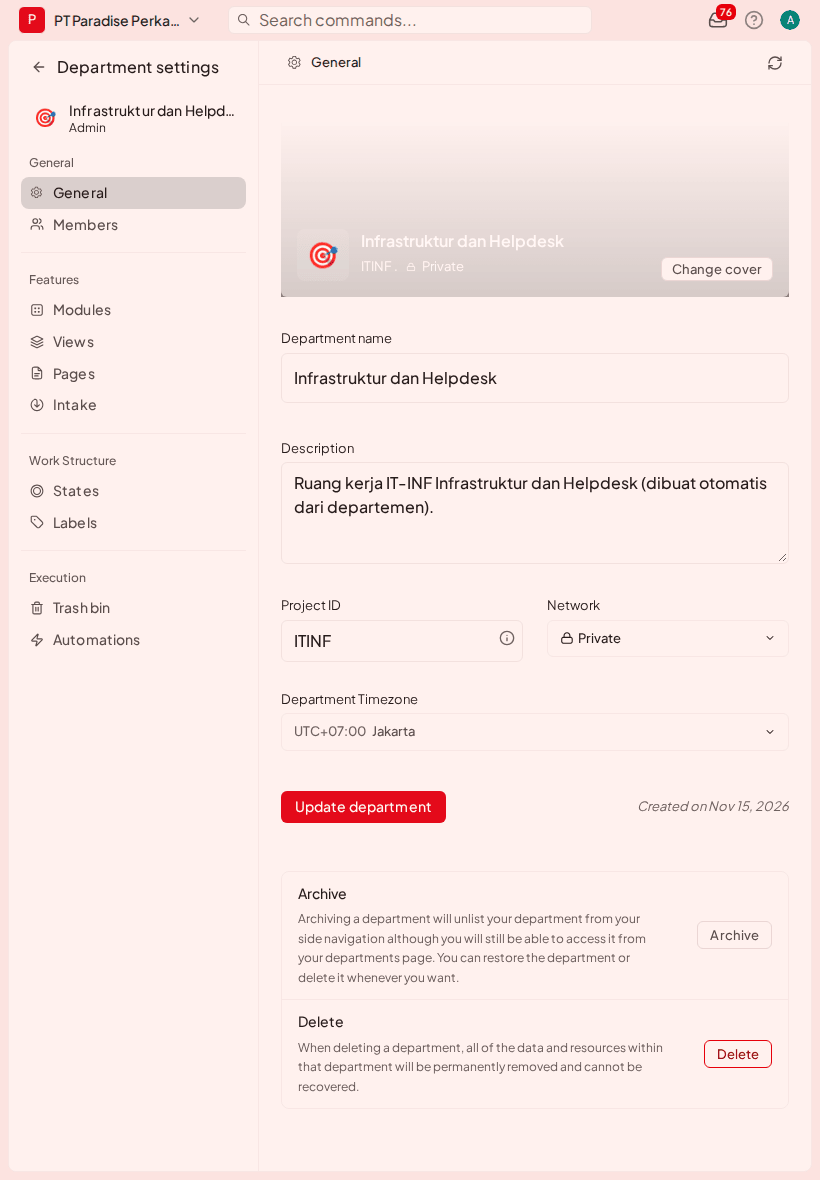 P PT Paradise Perka...
Search commands...
76
A
Department settings
Infrastruktur dan Helpd...
Admin
General
General
Members
Features
Modules
Views
Pages
Intake
Work Structure
States
Labels
Execution
Trash bin
Automations
General
Infrastruktur dan Helpdesk
ITINF . Private
Change cover
Department name
Infrastruktur dan Helpdesk
Description
Ruang kerja IT-INF Infrastruktur dan Helpdesk (dibuat otomatis
dari departemen).
Project ID
ITINF
Network
Private
Department Timezone
UTC+07:00 Jakarta
Update department
Created on Nov 15, 2026
Archive
Archiving a department will unlist your department from your
side navigation although you will still be able to access it from
your departments page. You can restore the department or
delete it whenever you want.
Archive
Delete
When deleting a department, all of the data and resources within
that department will be permanently removed and cannot be
recovered.
Delete